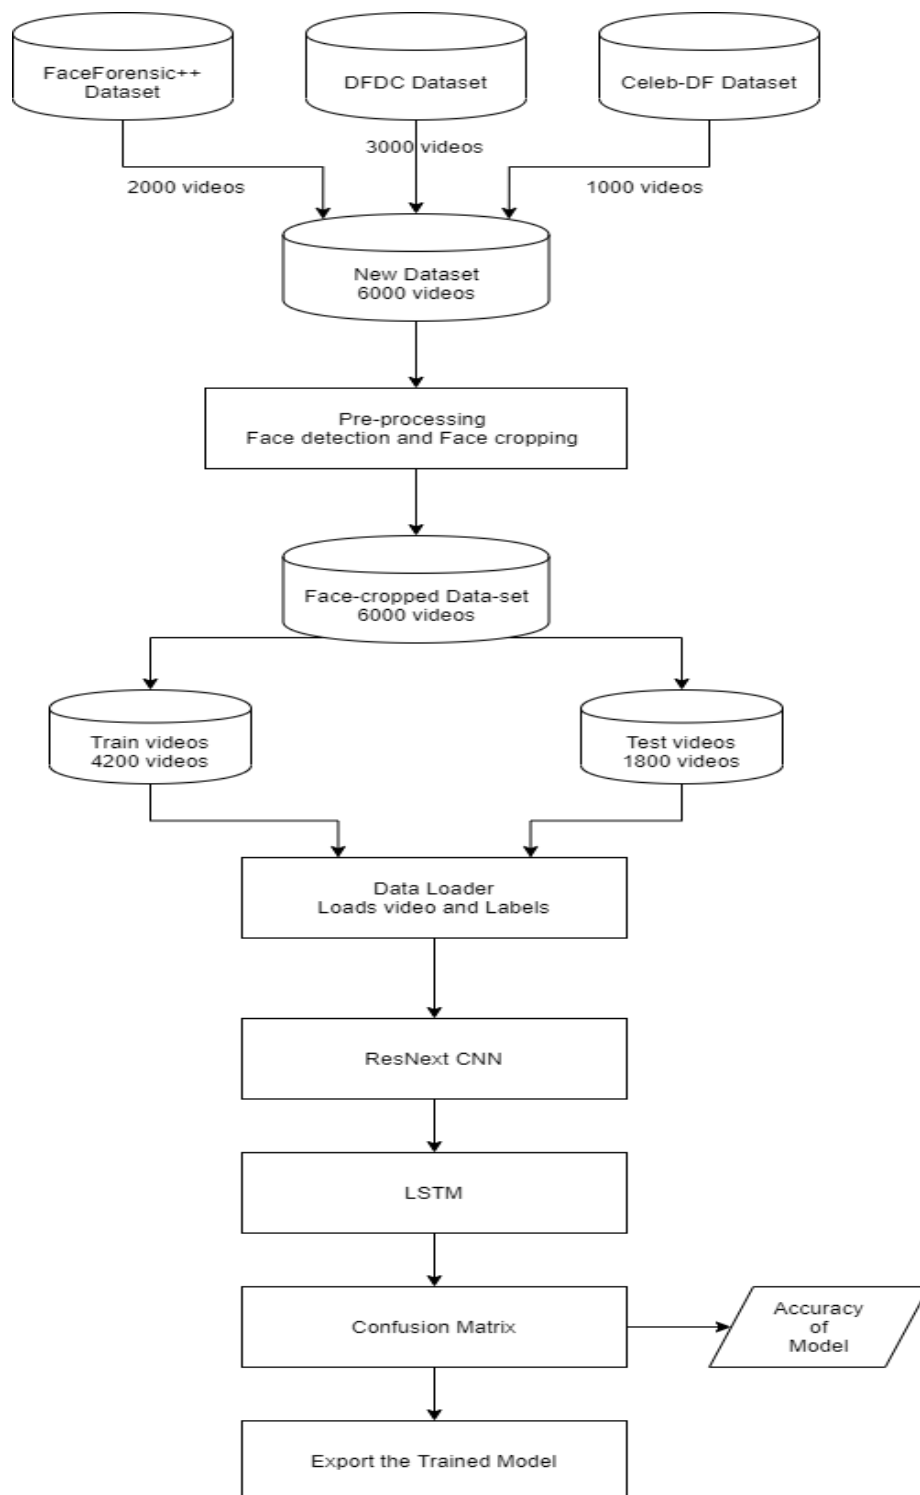 FaceForensic++
Dataset
DFDC Dataset
Celeb-DF Dataset
3000 videos
2000 videos
1000 videos
New Dataset
6000 videos
Pre-processing
Face detection and Face cropping
Face-cropped Data-set
6000 videos
Train videos
4200 videos
Test videos
1800 videos
Data Loader
Loads video and Labels
ResNext CNN
LSTM
Confusion Matrix
Accuracy
of
Model
Export the Trained Model